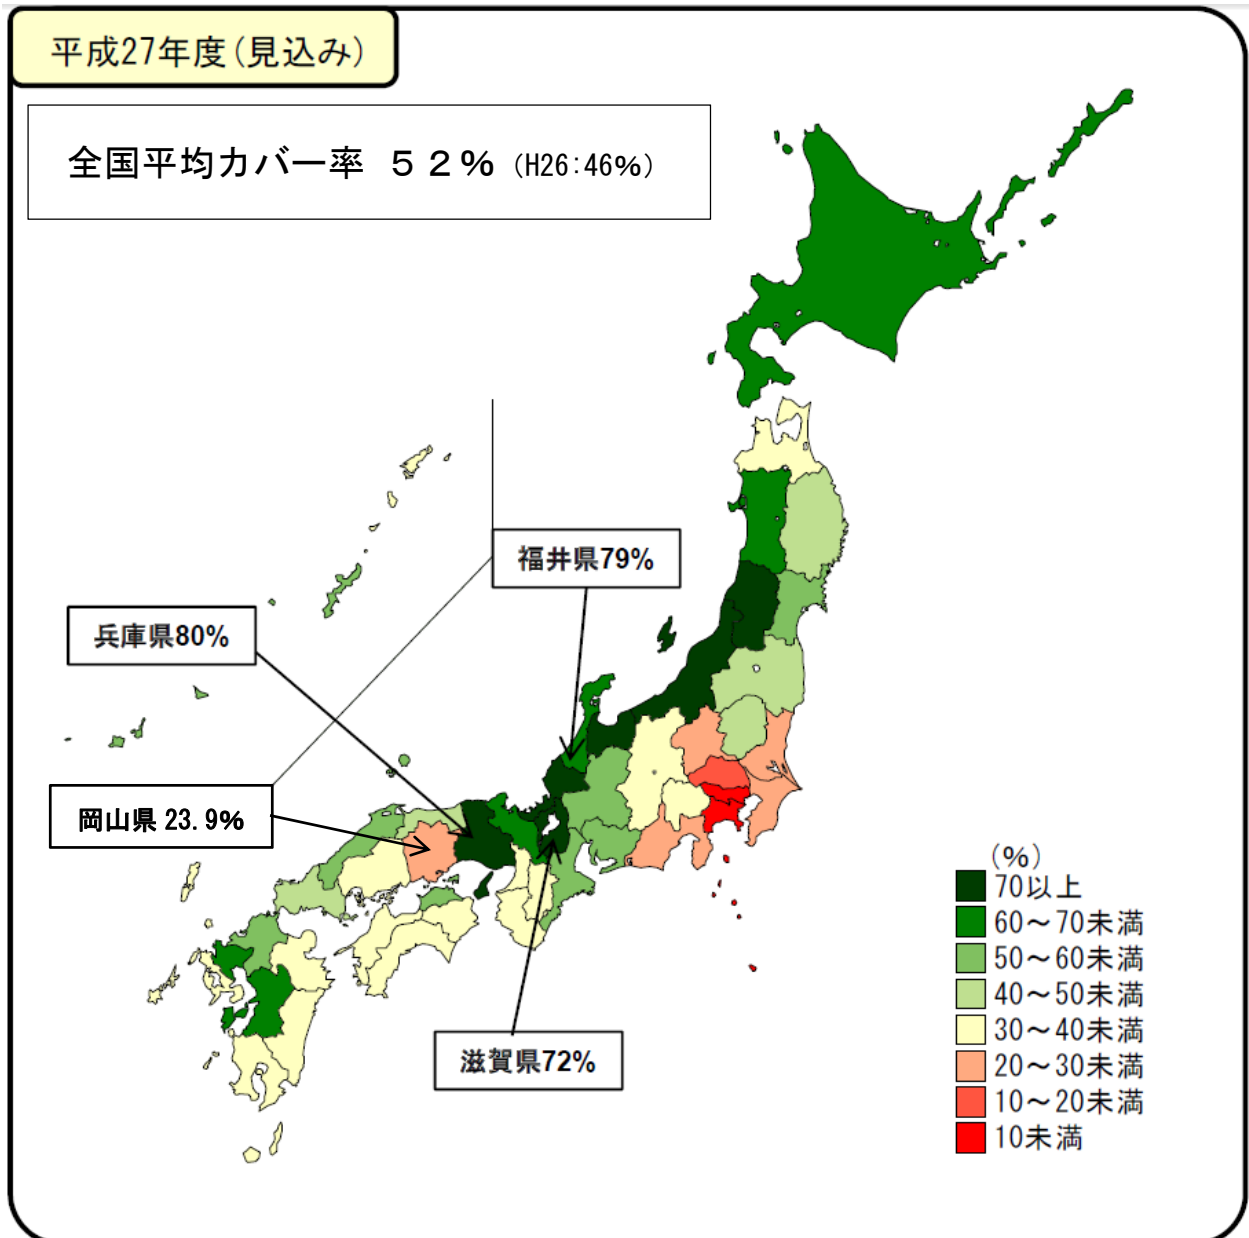 平成27年度(見込み)
全国平均カバー率 52% (H26:46%)
福井県79%
兵庫県80%
岡山県 23.9%
滋賀県72%
(%)
70以上
60～70未満
50～60未満
40～50未満
30～40未満
20～30未満
10～20未満
10未満